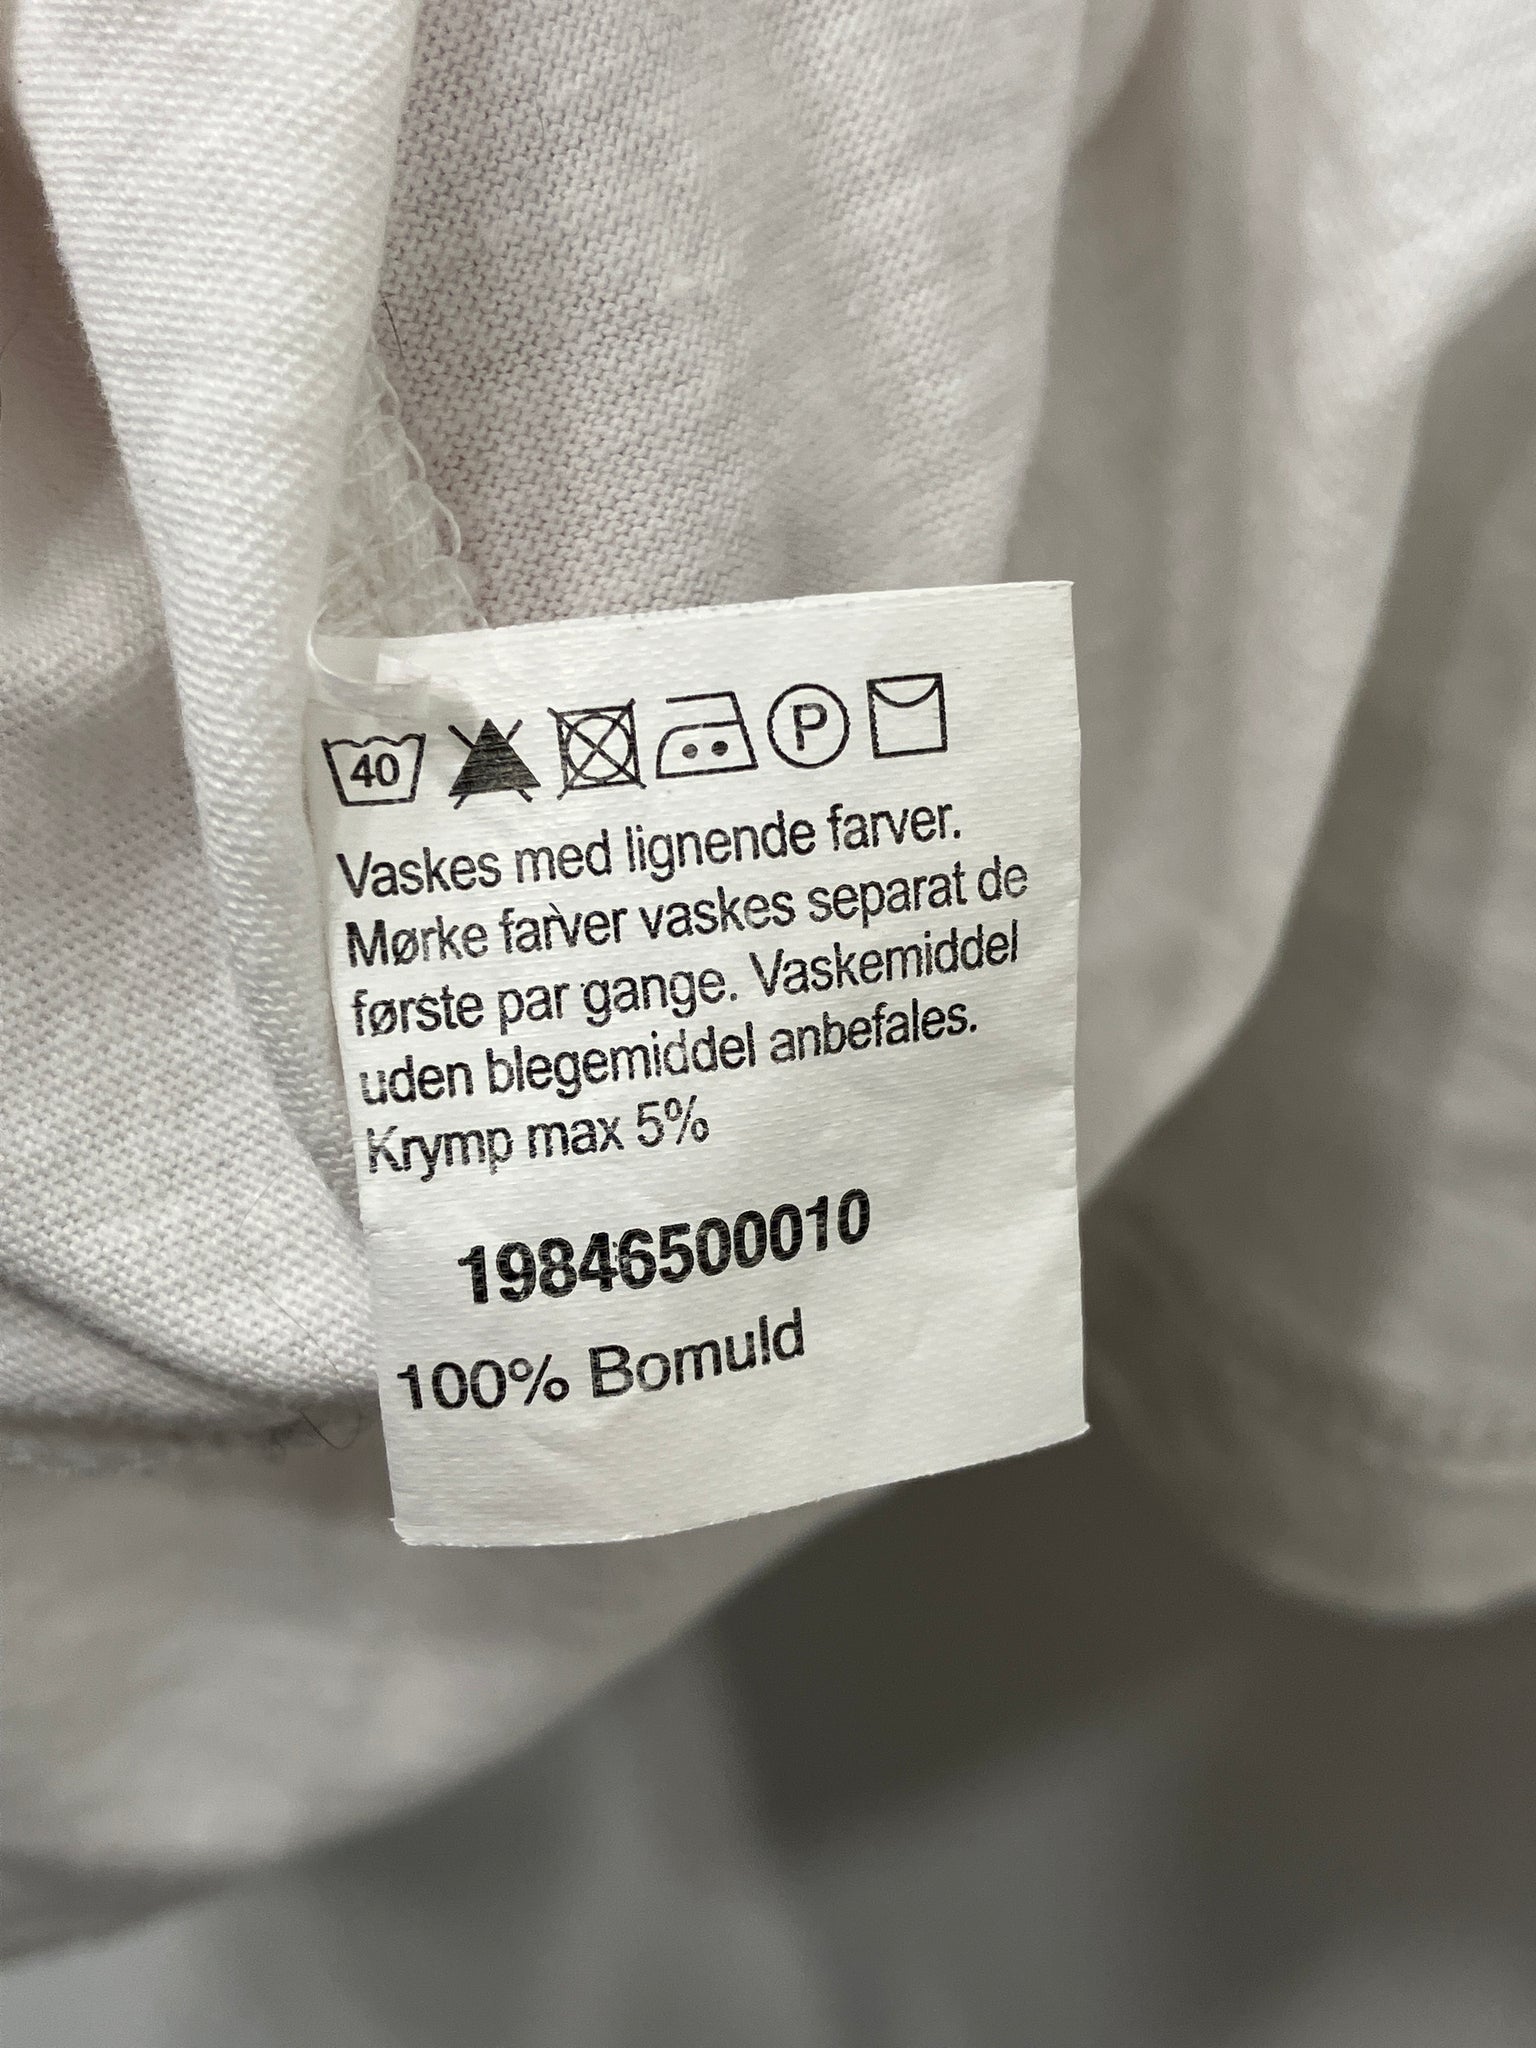 40 P
Vaskes med lignende farver.
Mørke farver vaskes separat de
første par gange. Vaskemiddel
uden blegemiddel anbefales.
Krymp max 5%
19846500010
100% Bomuld